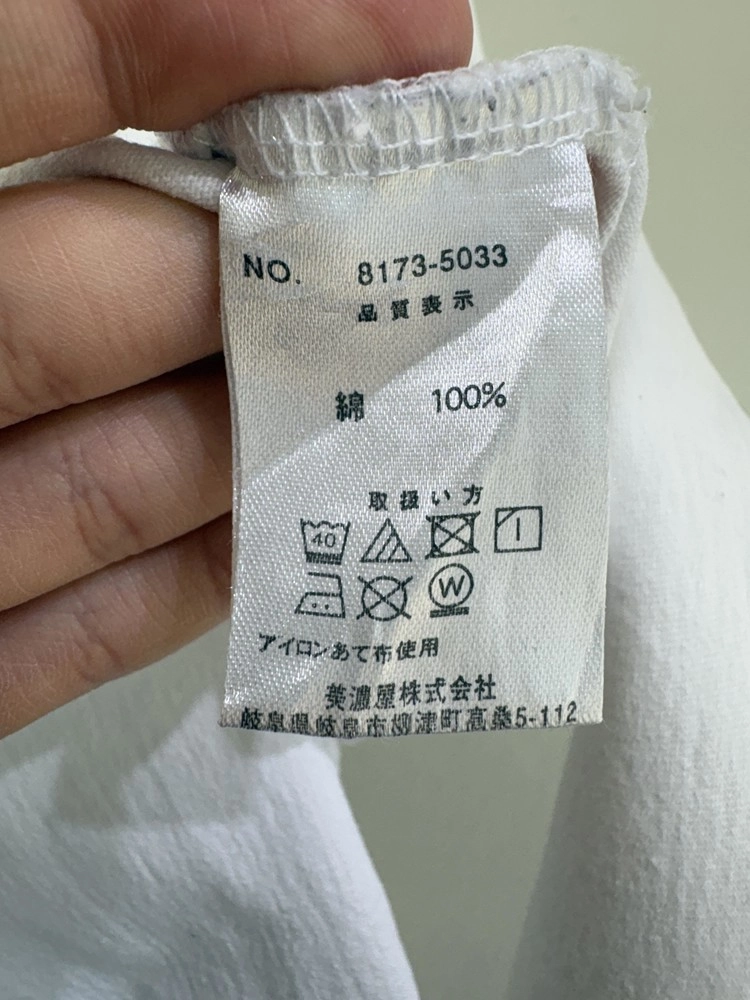 NO. 8173-5033
品質表示
綿 100%
取扱い方
40
W
アイロンあて布使用
美濃屋株式会社
岐阜県岐阜市柳津町高桑5-112